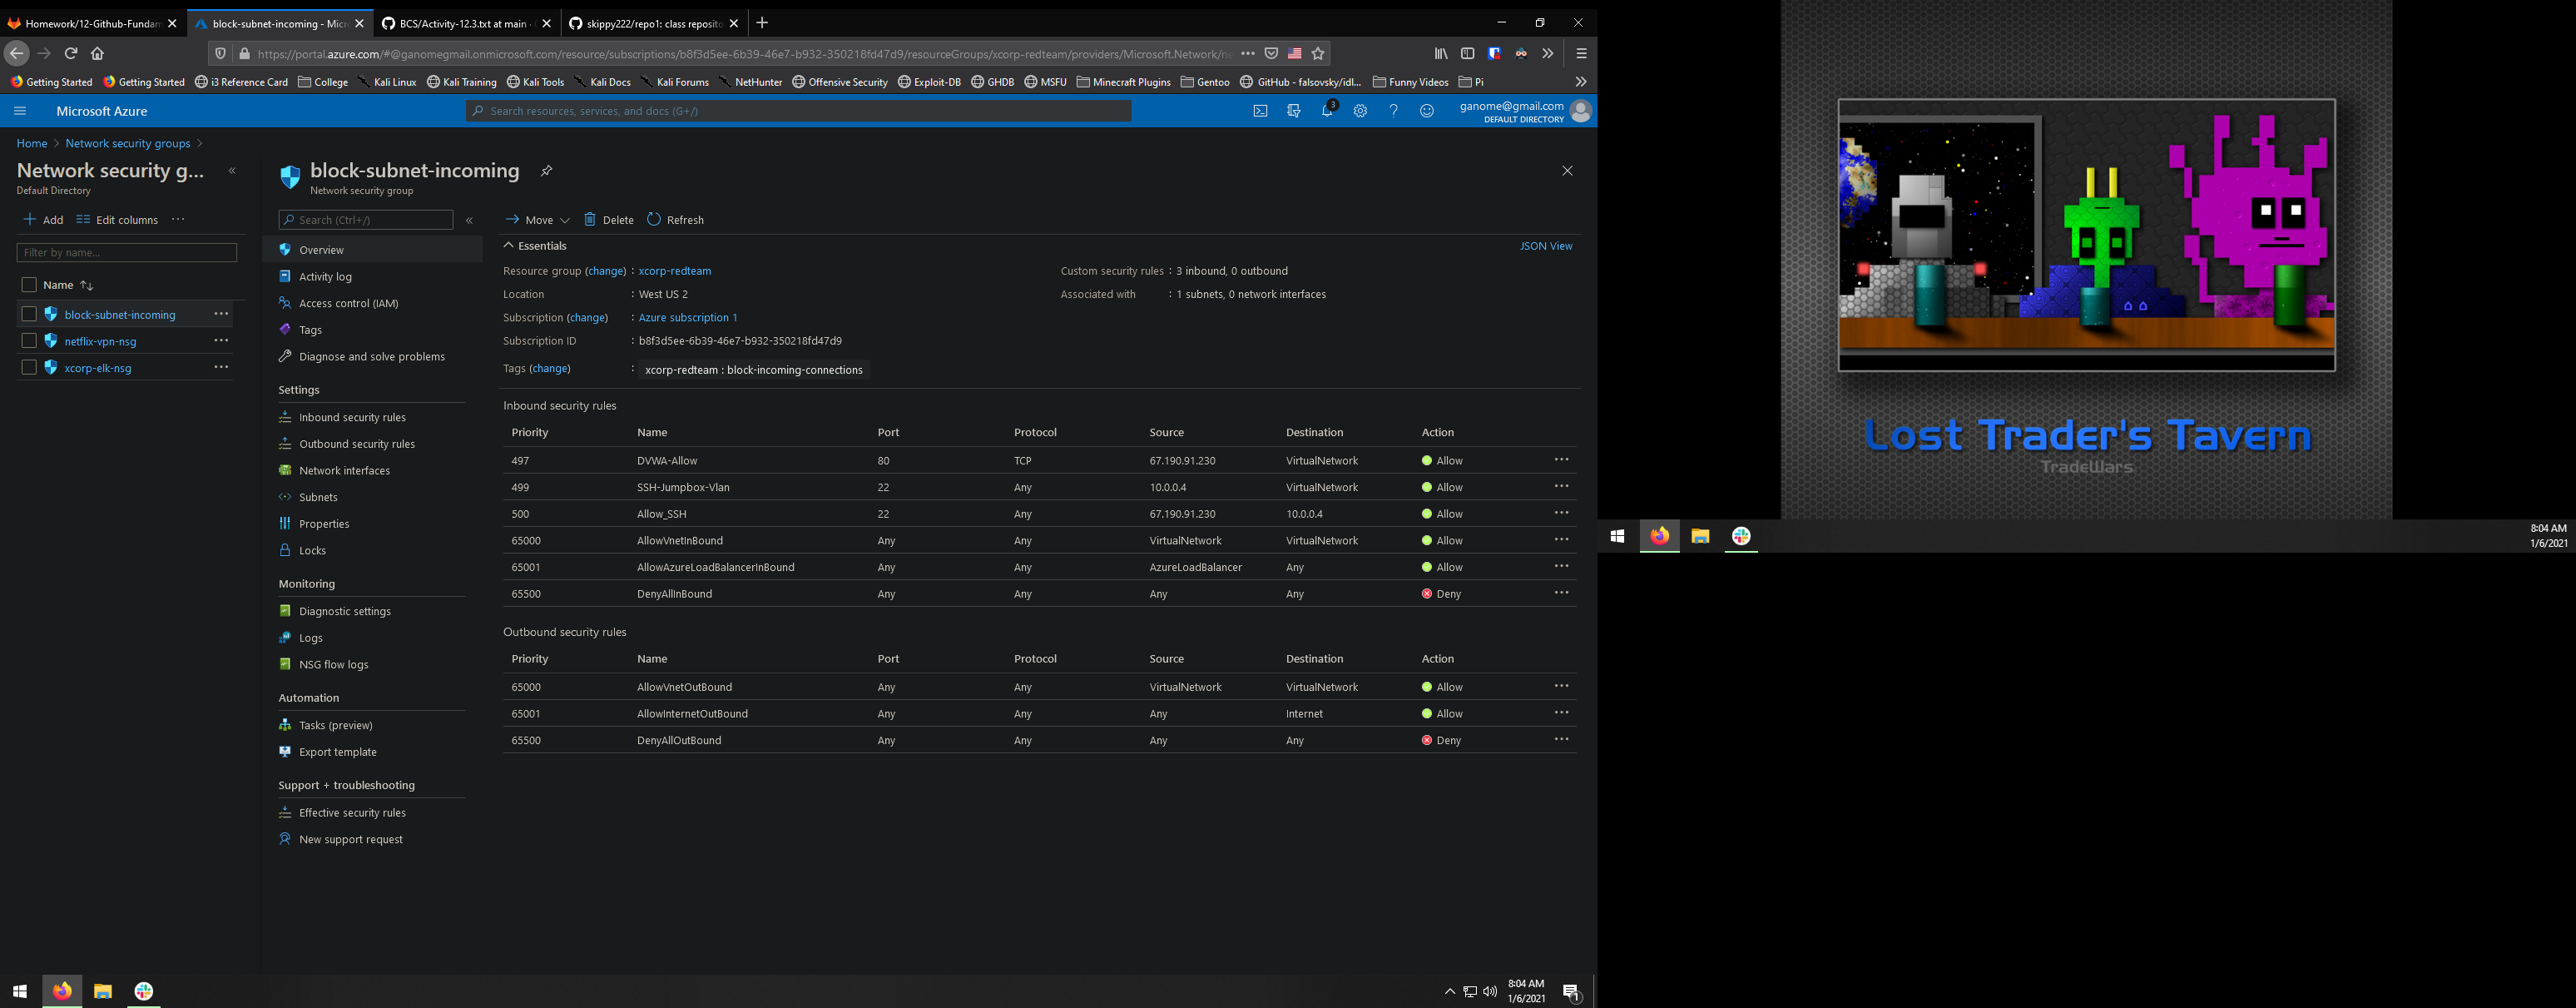 Homework/12-Github-Fundam
block-subnet-incoming - Micr
BCS/Activity-12.3.txt at main ·
skippy222/repo1: class reposito
https://portal.azure.com/#@ganomegmail.onmicrosoft.com/resource/subscriptions/b8f3d5ee-6b39-46e7-b932-350218fd47d9/resourceGroups/xcorp-redteam/providers/Microsoft.Network/ne
Getting Started Getting Started i3 Reference Card College Kali Linux Kali Training Kali Tools Kali Docs Kali Forums NetHunter Offensive Security Exploit-DB GHDB MSFU Minecraft Plugins Gentoo GitHub - falsovsky/idl... Funny Videos Pi
Microsoft Azure
Search resources, services, and docs (G+/)
3
ganome@gmail.com
DEFAULT DIRECTORY
Home > Network security groups >
Network security g...
Default Directory
Add Edit columns ...
Filter by name...
Name
block-subnet-incoming ...
netflix-vpn-nsg ...
xcorp-elk-nsg ...
block-subnet-incoming
Network security group
Search (Ctrl+/)
Overview
Activity log
Access control (IAM)
Tags
Diagnose and solve problems
Settings
Inbound security rules
Outbound security rules
Network interfaces
Subnets
Properties
Locks
Monitoring
Diagnostic settings
Logs
NSG flow logs
Automation
Tasks (preview)
Export template
Support + troubleshooting
Effective security rules
New support request
Move Delete Refresh
Essentials
JSON View
Resource group (change) : xcorp-redteam
Location : West US 2
Subscription (change) : Azure subscription 1
Subscription ID : b8f3d5ee-6b39-46e7-b932-350218fd47d9
Tags (change) : xcorp-redteam : block-incoming-connections
Custom security rules : 3 inbound, 0 outbound
Associated with : 1 subnets, 0 network interfaces
Inbound security rules
Priority Name Port Protocol Source Destination Action
497 DVWA-Allow 80 TCP 67.190.91.230 VirtualNetwork Allow ...
499 SSH-Jumpbox-Vlan 22 Any 10.0.0.4 VirtualNetwork Allow ...
500 Allow_SSH 22 Any 67.190.91.230 10.0.0.4 Allow ...
65000 AllowVnetInBound Any Any VirtualNetwork VirtualNetwork Allow ...
65001 AllowAzureLoadBalancerInBound Any Any AzureLoadBalancer Any Allow ...
65500 DenyAllInBound Any Any Any Any Deny ...
Outbound security rules
Priority Name Port Protocol Source Destination Action
65000 AllowVnetOutBound Any Any VirtualNetwork VirtualNetwork Allow ...
65001 AllowInternetOutBound Any Any Any Internet Allow ...
65500 DenyAllOutBound Any Any Any Any Deny ...
8:04 AM
1/6/2021
1
Lost Trader's Tavern
TradeWars
8:04 AM
1/6/2021